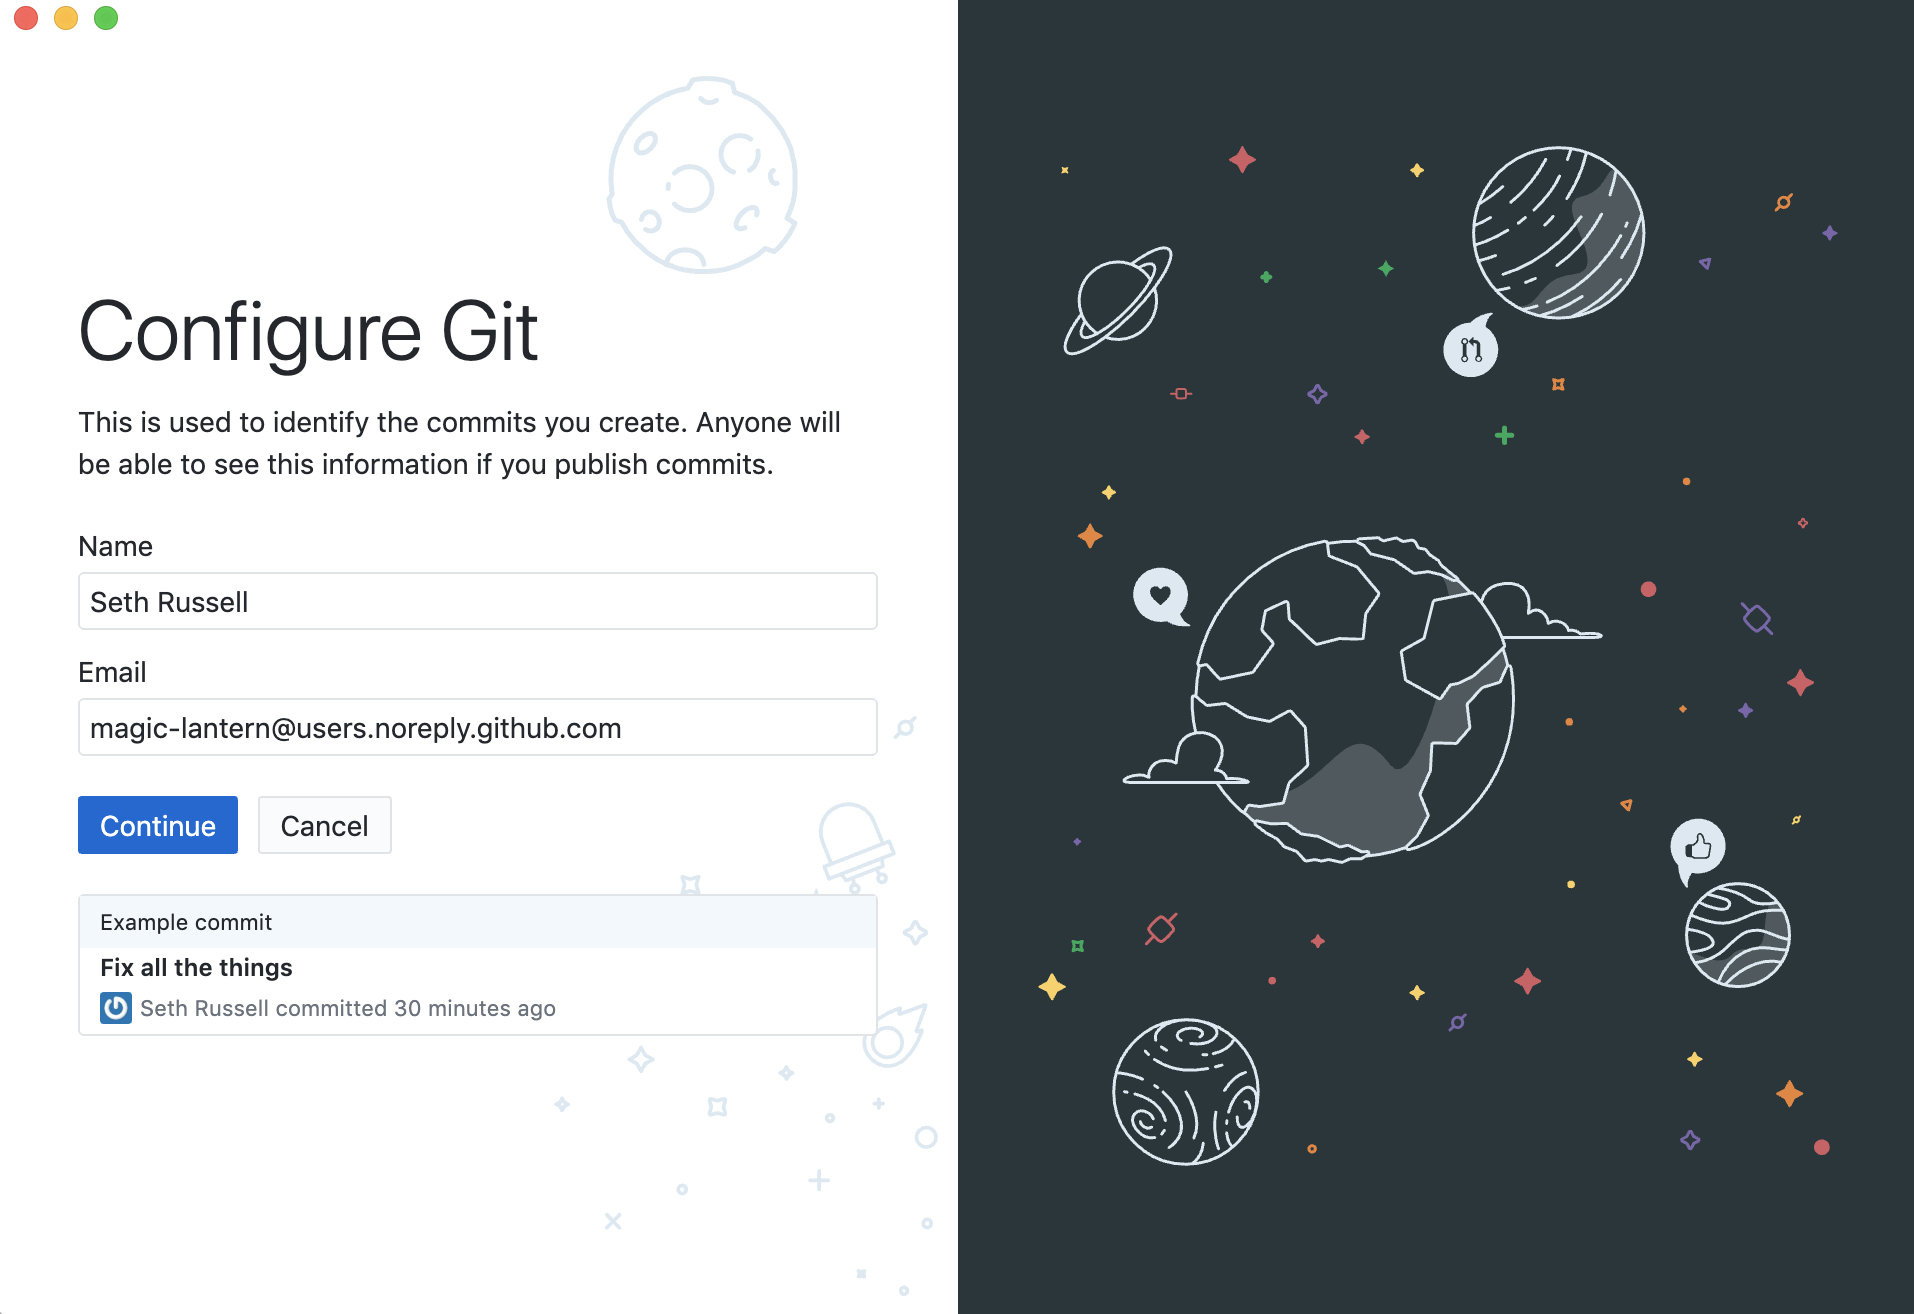 Configure Git
This is used to identify the commits you create. Anyone will
be able to see this information if you publish commits.
Name
Seth Russell
Email
magic-lantern@users.noreply.github.com
Continue
Cancel
Example commit
Fix all the things
Seth Russell committed 30 minutes ago